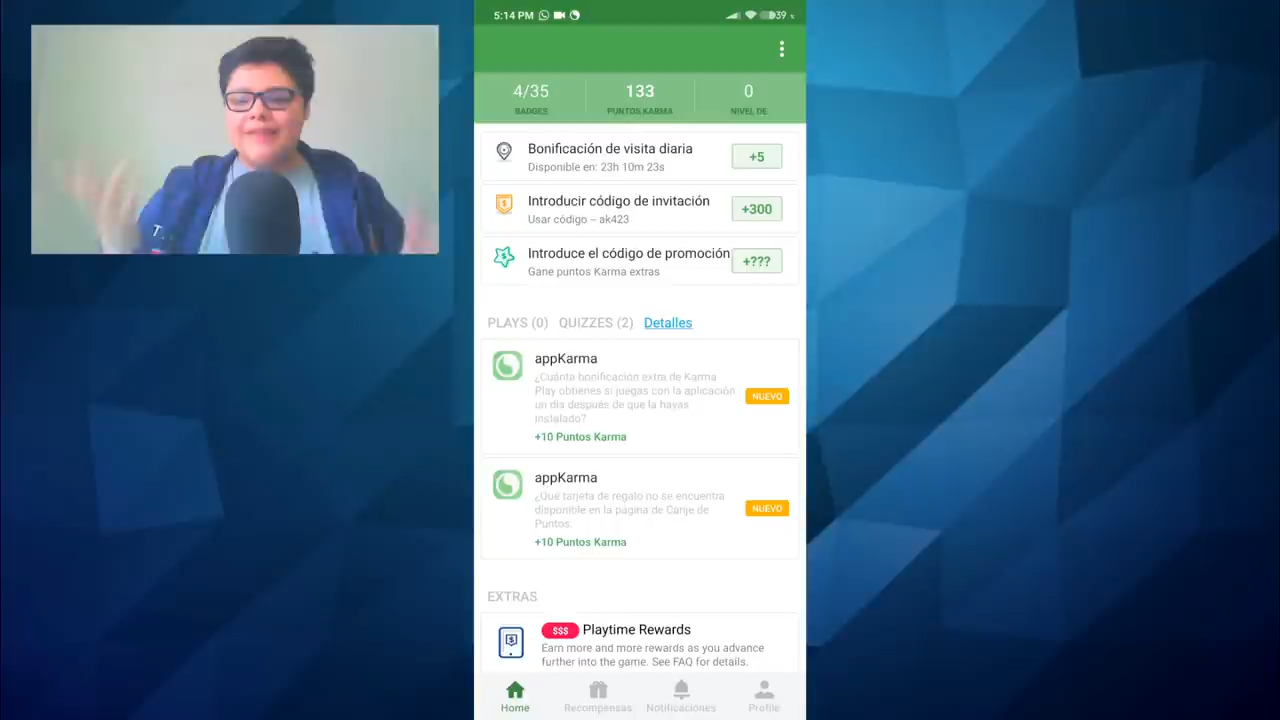 5:14 PM
39
4/35
133
0
BADGES
PUNTOS KARMA
NIVEL DE
Bonificación de visita diaria
Disponible en: 23h 10m 23s
+5
Introducir código de invitación
Usar código – ak423
+300
Introduce el código de promoción
Gane puntos Karma extras
+???
PLAYS (0) QUIZZES (2) Detalles
appKarma
¿Cuánta bonificación extra de Karma
Play obtienes si juegas con la aplicación
un día después de que la hayas
instalado?
NUEVO
+10 Puntos Karma
appKarma
¿Qué tarjeta de regalo no se encuentra
disponible en la página de Canje de
Puntos.
NUEVO
+10 Puntos Karma
EXTRAS
$$$ Playtime Rewards
Earn more and more rewards as you advance
further into the game. See FAQ for details.
Home
Recompensas
Notificaciones
Profile